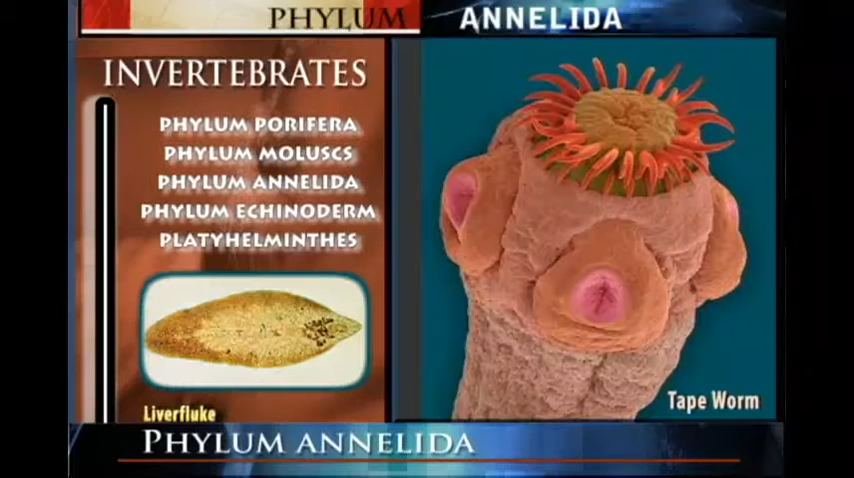 PHYLUM ANNELIDA
INVERTEBRATES
PHYLUM PORIFERA
PHYLUM MOLUSCS
PHYLUM ANNELIDA
PHYLUM ECHINODERM
PLATYHELMINTHES
Liverfluke
Tape Worm
PHYLUM ANNELIDA